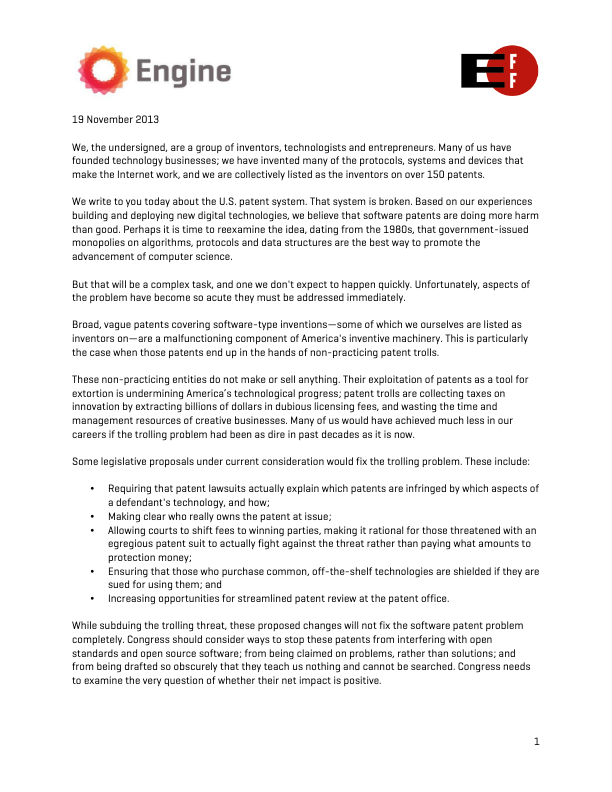 Engine
E
F
F
19 November 2013
We, the undersigned, are a group of inventors, technologists and entrepreneurs. Many of us have
founded technology businesses; we have invented many of the protocols, systems and devices that
make the Internet work, and we are collectively listed as the inventors on over 150 patents.
We write to you today about the U.S. patent system. That system is broken. Based on our experiences
building and deploying new digital technologies, we believe that software patents are doing more harm
than good. Perhaps it is time to reexamine the idea, dating from the 1980s, that government-issued
monopolies on algorithms, protocols and data structures are the best way to promote the
advancement of computer science.
But that will be a complex task, and one we don't expect to happen quickly. Unfortunately, aspects of
the problem have become so acute they must be addressed immediately.
Broad, vague patents covering software-type inventions—some of which we ourselves are listed as
inventors on—are a malfunctioning component of America's inventive machinery. This is particularly
the case when those patents end up in the hands of non-practicing patent trolls.
These non-practicing entities do not make or sell anything. Their exploitation of patents as a tool for
extortion is undermining America's technological progress; patent trolls are collecting taxes on
innovation by extracting billions of dollars in dubious licensing fees, and wasting the time and
management resources of creative businesses. Many of us would have achieved much less in our
careers if the trolling problem had been as dire in past decades as it is now.
Some legislative proposals under current consideration would fix the trolling problem. These include:
• Requiring that patent lawsuits actually explain which patents are infringed by which aspects of
a defendant's technology, and how;
• Making clear who really owns the patent at issue;
• Allowing courts to shift fees to winning parties, making it rational for those threatened with an
egregious patent suit to actually fight against the threat rather than paying what amounts to
protection money;
• Ensuring that those who purchase common, off-the-shelf technologies are shielded if they are
sued for using them; and
• Increasing opportunities for streamlined patent review at the patent office.
While subduing the trolling threat, these proposed changes will not fix the software patent problem
completely. Congress should consider ways to stop these patents from interfering with open
standards and open source software; from being claimed on problems, rather than solutions; and
from being drafted so obscurely that they teach us nothing and cannot be searched. Congress needs
to examine the very question of whether their net impact is positive.
1